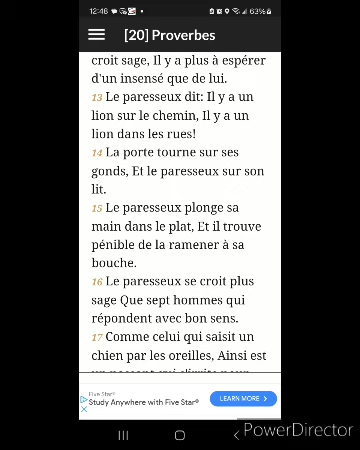 12:48
63%
[20] Proverbes
croit sage, Il y a plus à espérer
d'un insensé que de lui.
13 Le paresseux dit: Il y a un
lion sur le chemin, Il y a un
lion dans les rues!
14 La porte tourne sur ses
gonds, Et le paresseux sur son
lit.
15 Le paresseux plonge sa
main dans le plat, Et il trouve
pénible de la ramener à sa
bouche.
16 Le paresseux se croit plus
sage Que sept hommes qui
répondent avec bon sens.
17 Comme celui qui saisit un
chien par les oreilles, Ainsi est
Five Star®
Study Anywhere with Five Star®
LEARN MORE
PowerDirector